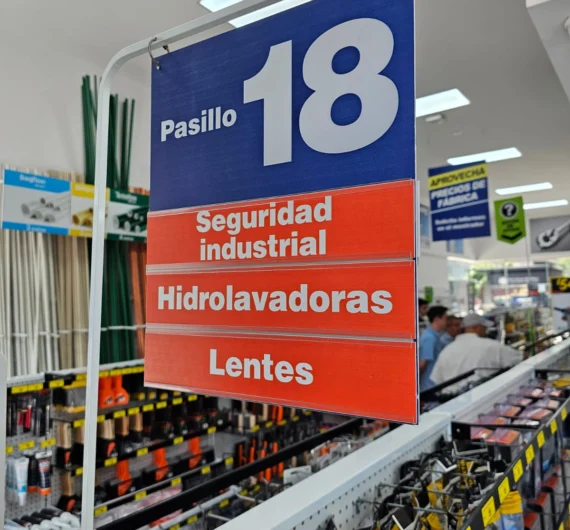 Pasillo 18
Seguridad
industrial
Hidrolavadoras
Lentes
APROVECHA
PRECIOS DE
FÁBRICA
?